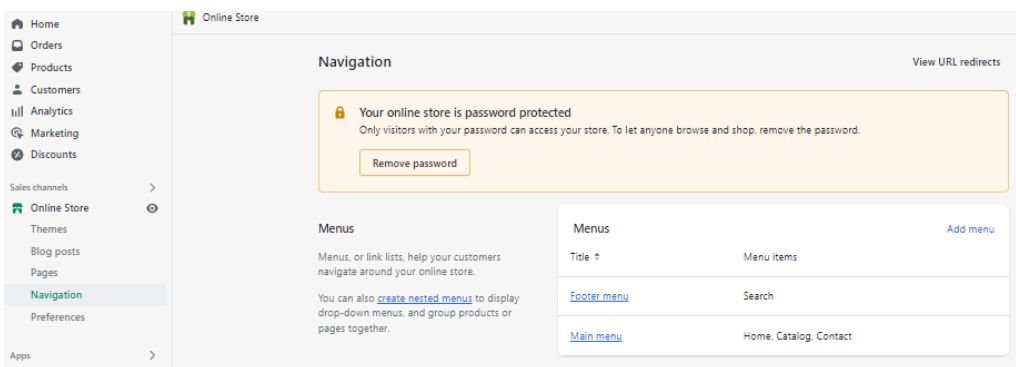 Home
Orders
Products
Customers
Analytics
Marketing
Discounts
Sales channels
Online Store
Themes
Blog posts
Pages
Navigation
Preferences
Apps
Online Store
Navigation
View URL redirects
Your online store is password protected
Only visitors with your password can access your store. To let anyone browse and shop, remove the password.
Remove password
Menus
Menus, or link lists, help your customers
navigate around your online store.
You can also create nested menus to display
drop-down menus, and group products or
pages together.
Menus
Add menu
Title
Menu items
Footer menu
Search
Main menu
Home, Catalog, Contact